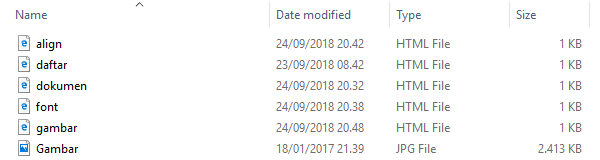 Name Date modified Type Size
align 24/09/2018 20.42 HTML File 1 KB
daftar 23/09/2018 08.42 HTML File 1 KB
dokumen 24/09/2018 20.32 HTML File 1 KB
font 24/09/2018 20.38 HTML File 1 KB
gambar 24/09/2018 20.48 HTML File 1 KB
Gambar 18/01/2017 21.39 JPG File 2.413 KB